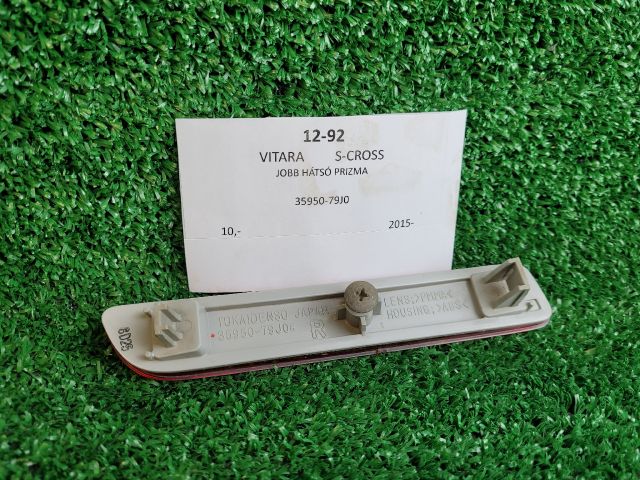 12-92
VITARA S-CROSS
JOBB HÁTSÓ PRIZMA
35950-79J0
10,- 2015-
TOKAIDENSO JAPAN
35950-79J0
R
LENS;>PMMA<
HOUSING;>ABS<
6025